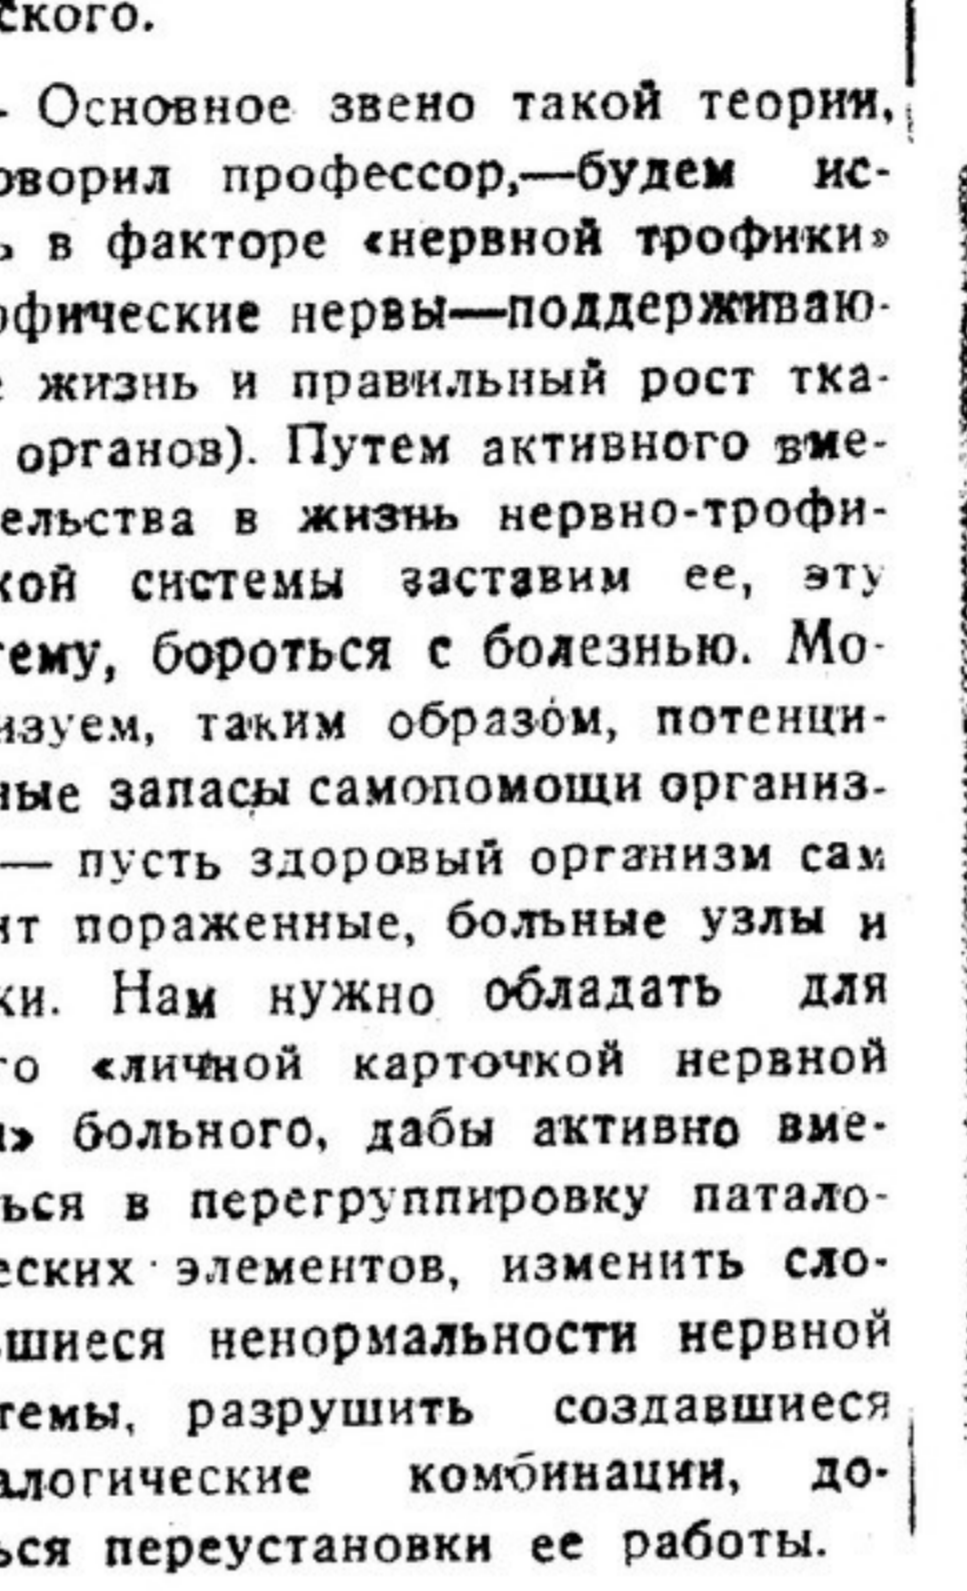 ского.
- Основное звено такой теории,
оворил профессор,—будем ис-
ь в факторе «нервной трофики»
офические нервы—поддерживаю-
е жизнь и правильный рост тка-
органов). Путем активного вме-
ельства в жизнь нервно-трофи-
кой системы заставим ее, эту
тему, бороться с болезнью. Мо-
изуем, таким образом, потенци-
ные запасы самопомощи организ-
— пусть здоровый организм сам
ит пораженные, больные узлы и
ки. Нам нужно обладать для
го «личной карточкой нервной
ы» больного, дабы активно вме-
ься в перегруппировку патало-
еских элементов, изменить сло-
вшиеся ненормальности нервной
темы, разрушить создавшиеся
алогические комбинации, до-
ься переустановки ее работы.